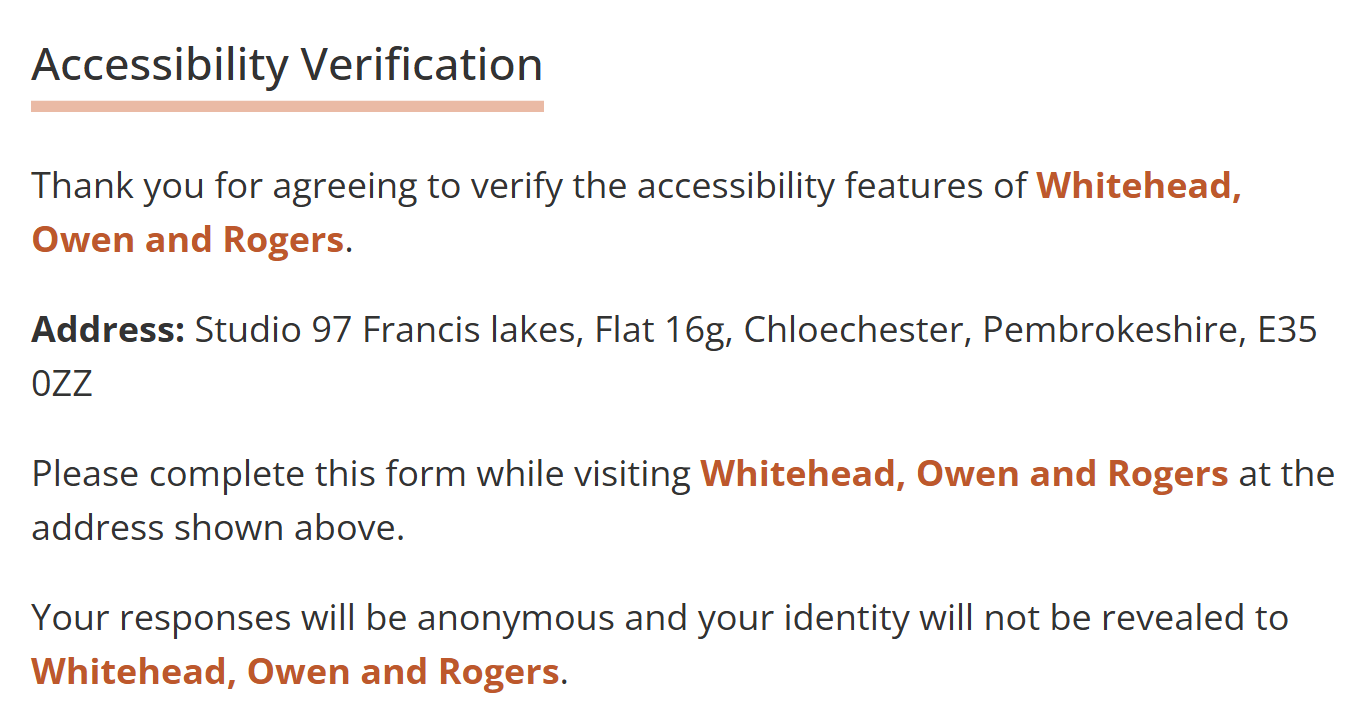 Accessibility Verification
Thank you for agreeing to verify the accessibility features of Whitehead,
Owen and Rogers.
Address: Studio 97 Francis lakes, Flat 16g, Chloechester, Pembrokeshire, E35
0ZZ
Please complete this form while visiting Whitehead, Owen and Rogers at the
address shown above.
Your responses will be anonymous and your identity will not be revealed to
Whitehead, Owen and Rogers.